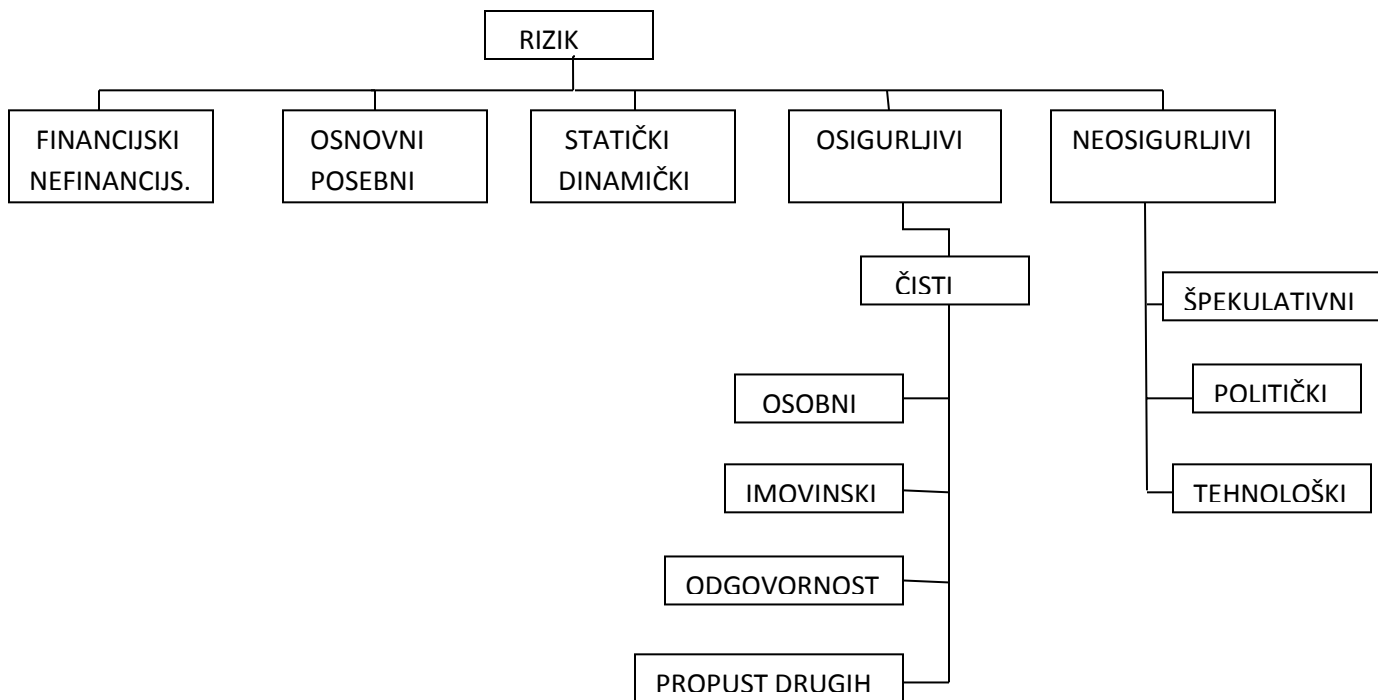 RIZIK
FINANCIJSKI
NEFINANCIJS.
OSNOVNI
POSEBNI
STATIČKI
DINAMIČKI
OSIGURLJIVI
NEOSIGURLJIVI
ČISTI
ŠPEKULATIVNI
OSOBNI
POLITIČKI
IMOVINSKI
TEHNOLOŠKI
ODGOVORNOST
PROPUST DRUGIH